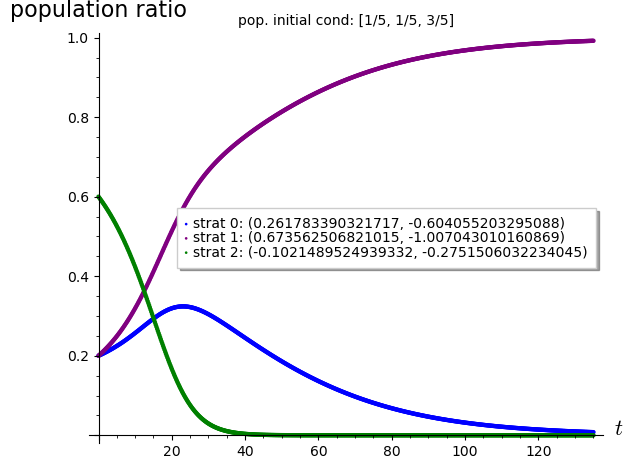 population ratio
pop. initial cond: [1/5, 1/5, 3/5]
1.0
0.8
0.6
strat 0: (0.261783390321717, -0.604055203295088)
strat 1: (0.673562506821015, -1.007043010160869)
strat 2: (-0.1021489524939332, -0.2751506032234045)
0.4
0.2
t
20 40 60 80 100 120